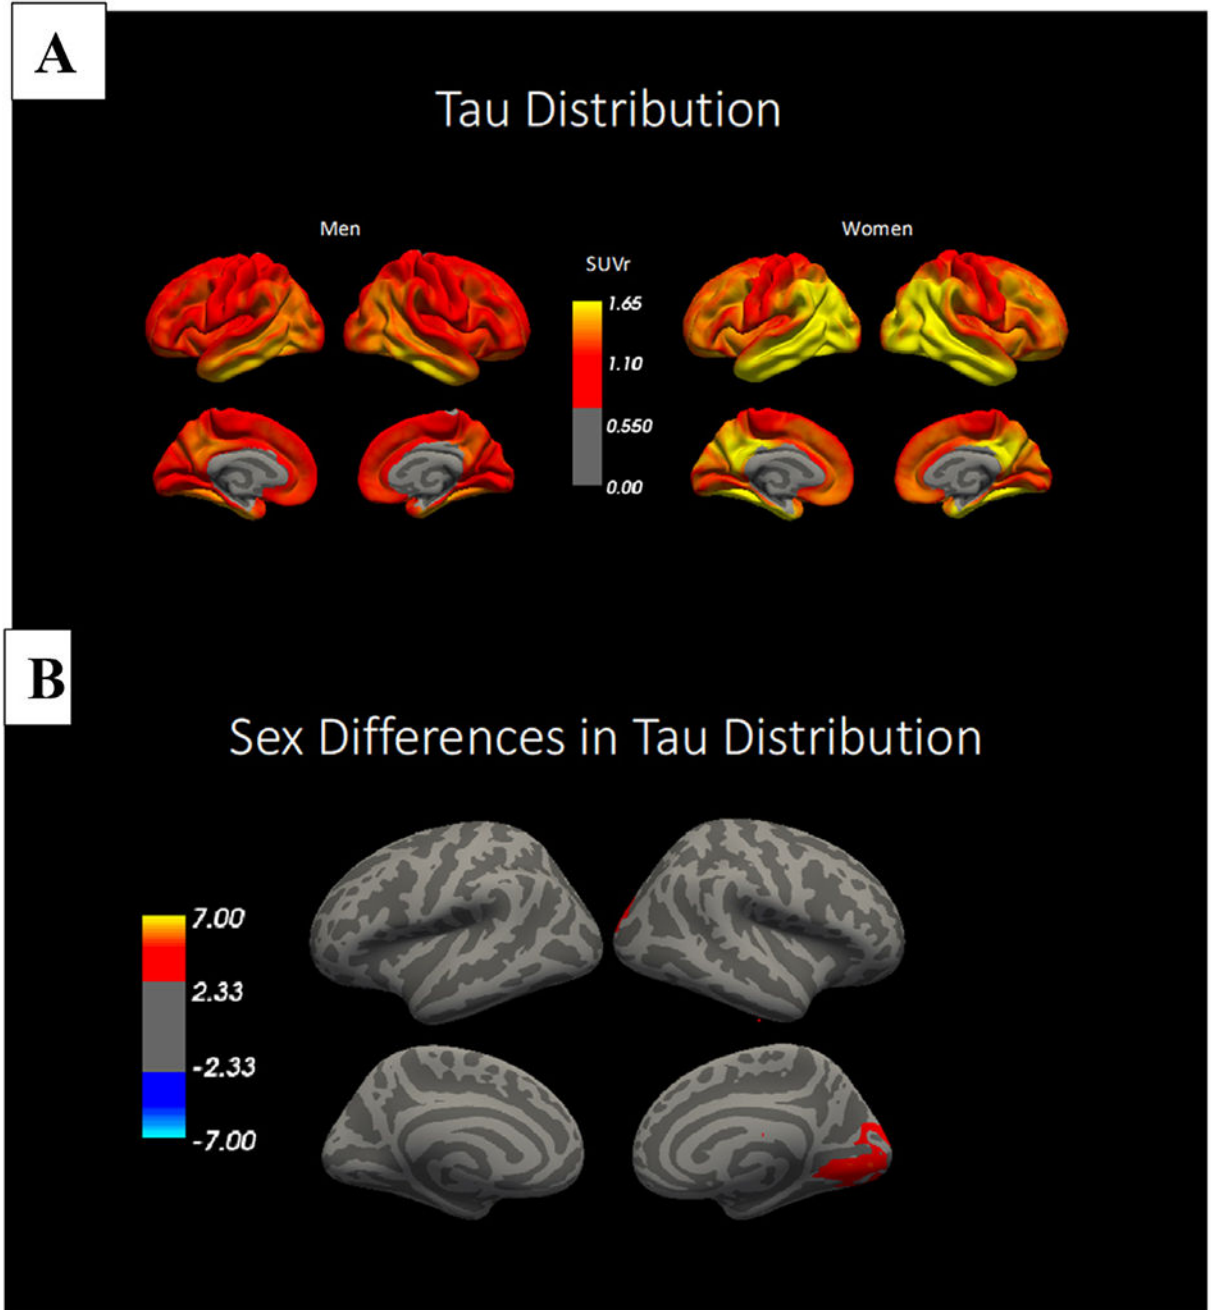 A
Tau Distribution
Men
Women
SUVr
1.65
1.10
0.550
0.00
B
Sex Differences in Tau Distribution
7.00
2.33
-2.33
-7.00